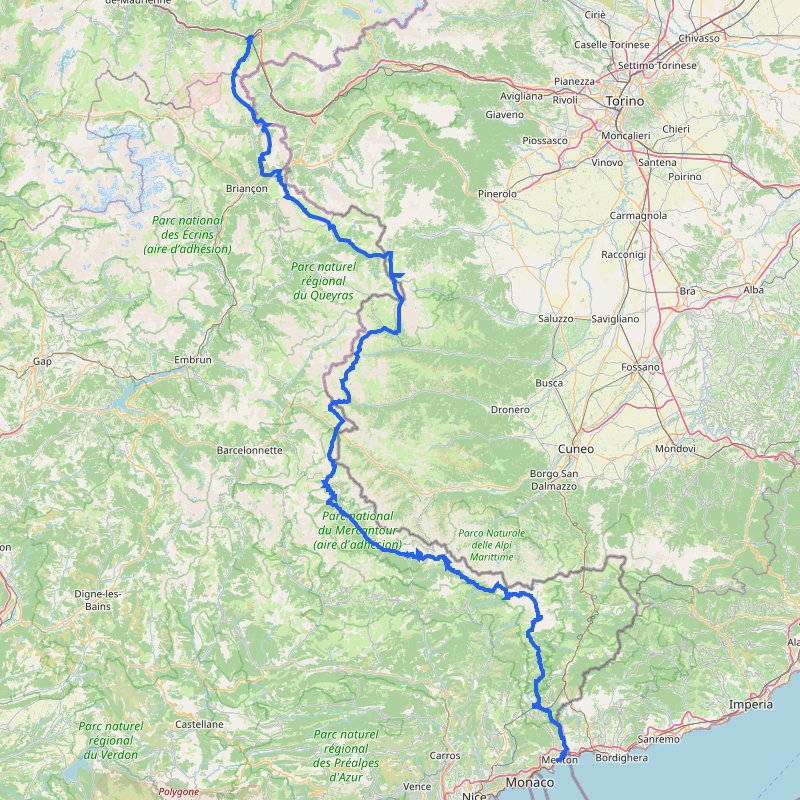 de-Maurienne
Ciriè
Caselle Torinese
Chivasso
Settimo Torinese
Pianezza
Avigliana
Rivoli
Torino
Giaveno
Moncalieri
Chieri
Piossasco
Vinovo
Santena
Poirino
Briançon
Pinerolo
Carmagnola
Parc national
des Écrins
(aire d'adhésion)
Racconigi
Parc naturel
régional
du Queyras
Bra
Alba
Saluzzo
Savigliano
Gap
Embrun
Fossano
Busca
Dronero
Barcelonnette
Cuneo
Mondovì
Borgo San
Dalmazzo
Parc national
du Mercantour
(aire d'adhésion)
Parco Naturale
delle Alpi
Marittime
on
Digne-les-
Bains
Al
Imperia
Castellane
Parc naturel
régional
du Verdon
Parc naturel
régional
des Préalpes
d'Azur
Sanremo
Carros
Menton
Bordighera
Vence
Monaco
Nice
Polygone